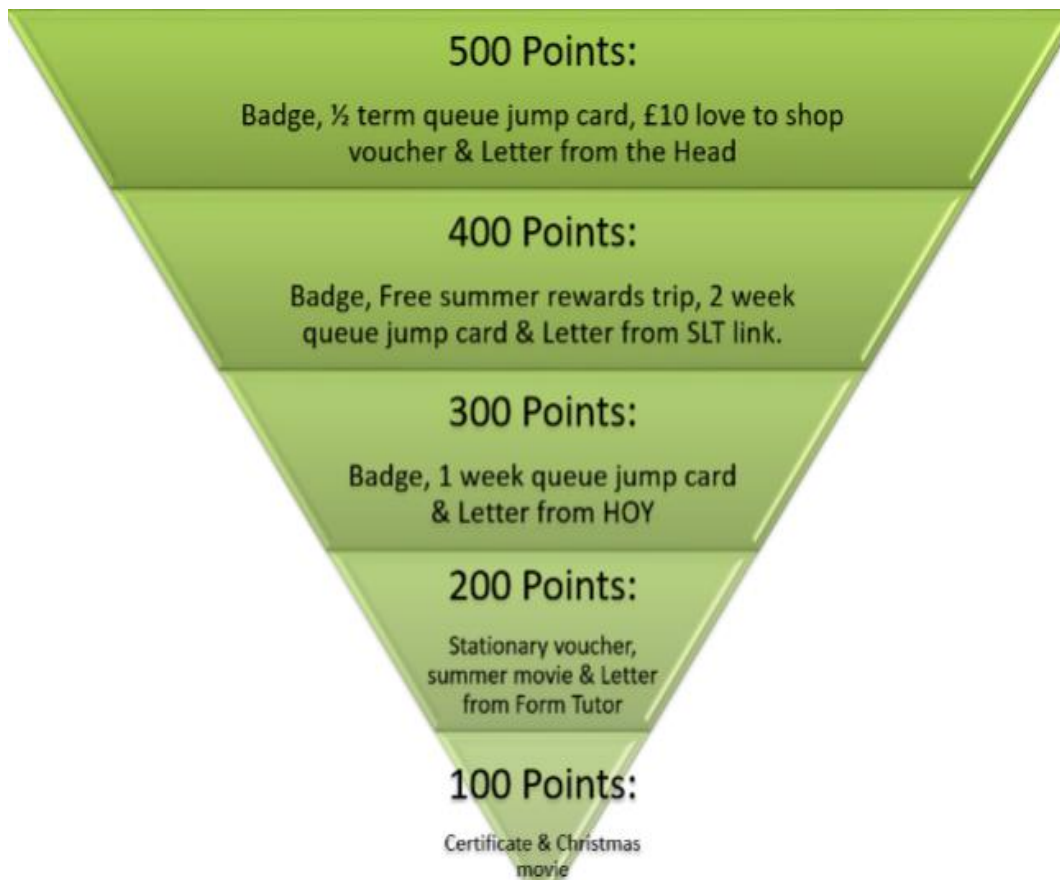 500 Points:
Badge, ½ term queue jump card, £10 love to shop
voucher & Letter from the Head
400 Points:
Badge, Free summer rewards trip, 2 week
queue jump card & Letter from SLT link.
300 Points:
Badge, 1 week queue jump card
& Letter from HOY
200 Points:
Stationary voucher,
summer movie & Letter
from Form Tutor
100 Points:
Certificate & Christmas
movie